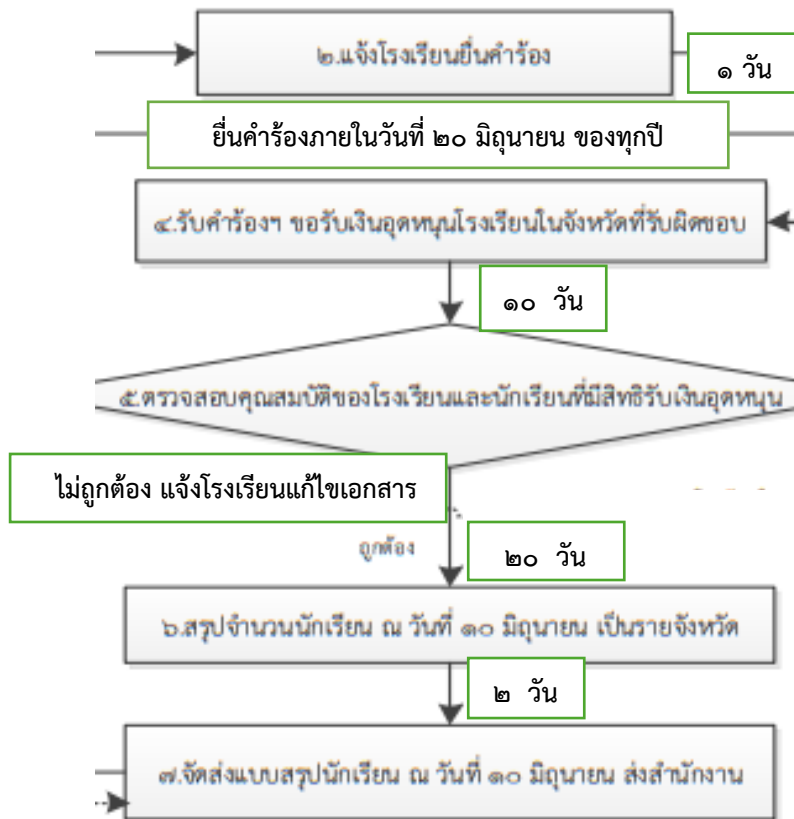 ๒.แจ้งโรงเรียนยื่นคำร้อง
๑ วัน
ยื่นคำร้องภายในวันที่ ๒๐ มิถุนายน ของทุกปี
๔.รับคำร้องฯ ขอรับเงินอุดหนุนโรงเรียนในจังหวัดที่รับผิดชอบ
๑๐ วัน
๕.ตรวจสอบคุณสมบัติของโรงเรียนและนักเรียนที่มีสิทธิรับเงินอุดหนุน
ไม่ถูกต้อง แจ้งโรงเรียนแก้ไขเอกสาร
ถูกต้อง
๒๐ วัน
๖.สรุปจำนวนนักเรียน ณ วันที่ ๑๐ มิถุนายน เป็นรายจังหวัด
๒ วัน
๗.จัดส่งแบบสรุปนักเรียน ณ วันที่ ๑๐ มิถุนายน ส่งสำนักงาน